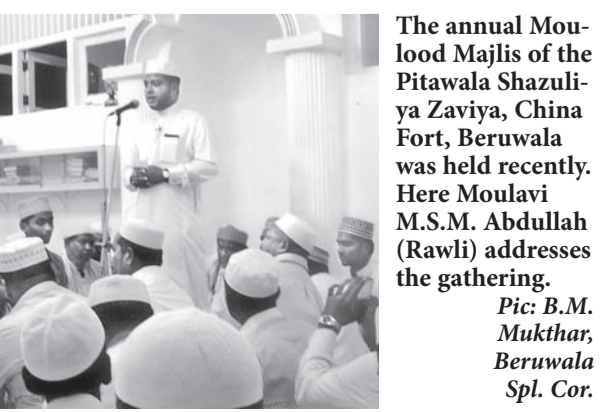 The annual Mou-
lood Majlis of the
Pitawala Shazuli-
ya Zaviya, China
Fort, Beruwala
was held recently.
Here Moulavi
M.S.M. Abdullah
(Rawli) addresses
the gathering.
Pic: B.M.
Mukthar,
Beruwala
Spl. Cor.